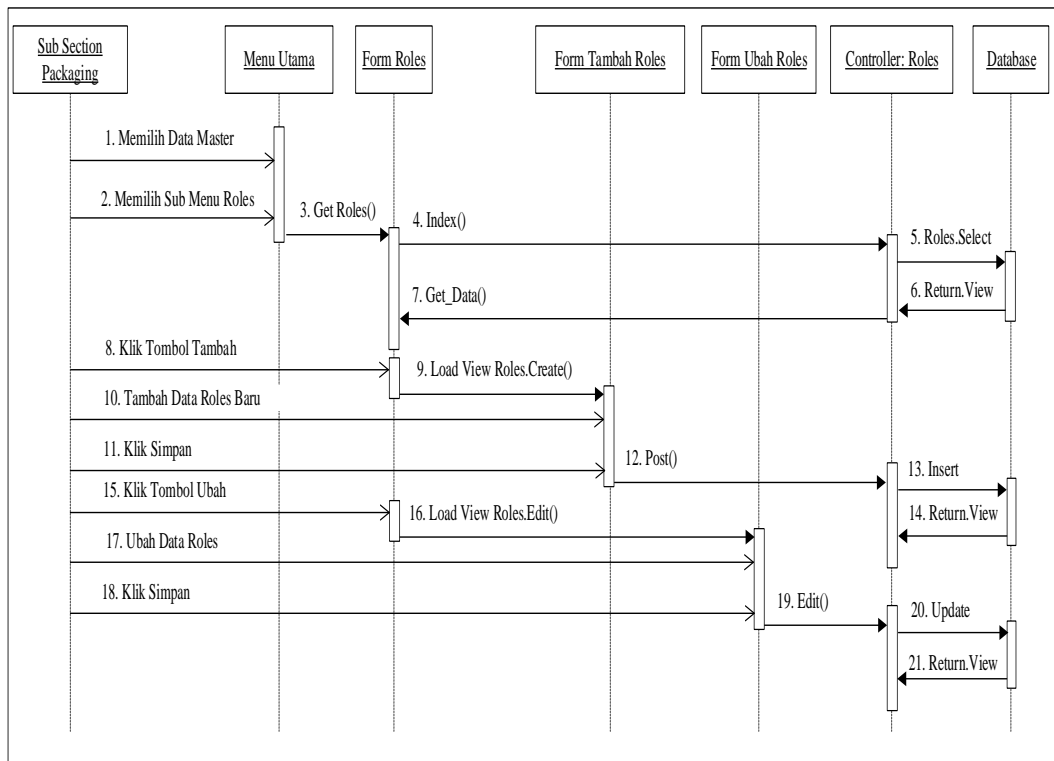 Sub Section
Packaging
Menu Utama
Form Roles
Form Tambah Roles
Form Ubah Roles
Controller: Roles
Database
1. Memilih Data Master
2. Memilih Sub Menu Roles
3. Get Roles()
4. Index()
5. Roles.Select
6. Return.View
7. Get_Data()
8. Klik Tombol Tambah
9. Load View Roles.Create()
10. Tambah Data Roles Baru
11. Klik Simpan
12. Post()
13. Insert
14. Return.View
15. Klik Tombol Ubah
16. Load View Roles.Edit()
17. Ubah Data Roles
18. Klik Simpan
19. Edit()
20. Update
21. Return.View